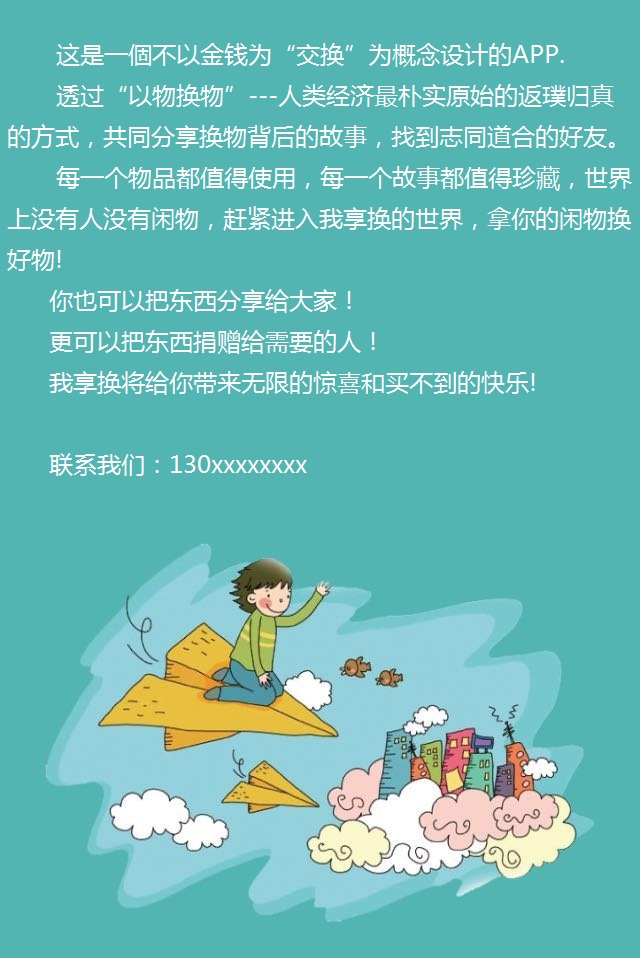 这是一個不以金钱为“交换”为概念设计的APP.
透过“以物换物”---人类经济最朴实原始的返璞归真
的方式，共同分享换物背后的故事，找到志同道合的好友。
每一个物品都值得使用，每一个故事都值得珍藏，世界
上没有人没有闲物，赶紧进入我享换的世界，拿你的闲物换
好物!
你也可以把东西分享给大家！
更可以把东西捐赠给需要的人！
我享换将给你带来无限的惊喜和买不到的快乐!
联系我们：130xxxxxxxx